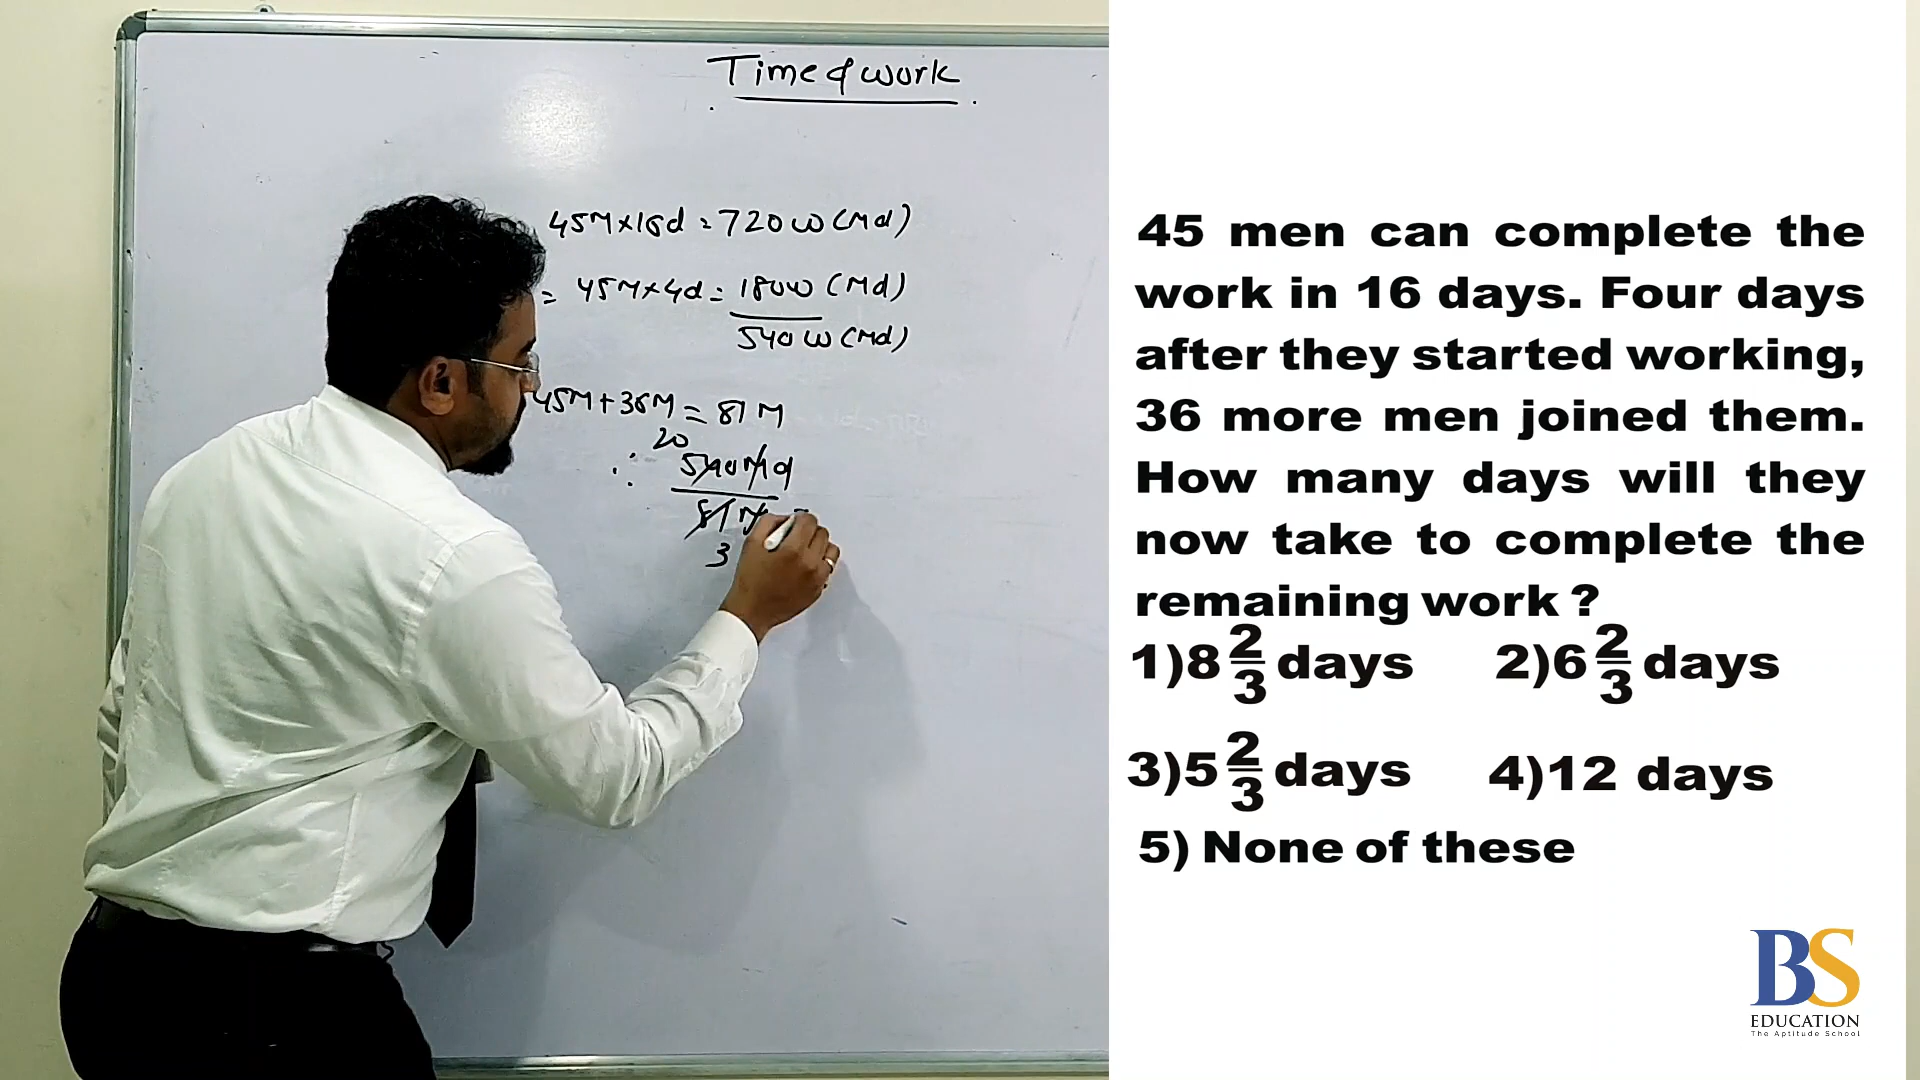 Time & work
45M×16d = 720 W (Md)
= 45M×4d = 180W (Md)
540 W (Md)
45M+36M = 81 M
20
∴ 540Md
81M =
3
45 men can complete the
work in 16 days. Four days
after they started working,
36 more men joined them.
How many days will they
now take to complete the
remaining work ?
1)8 2/3 days 2)6 2/3 days
3)5 2/3 days 4)12 days
5) None of these
BS
EDUCATION
The Aptitude School